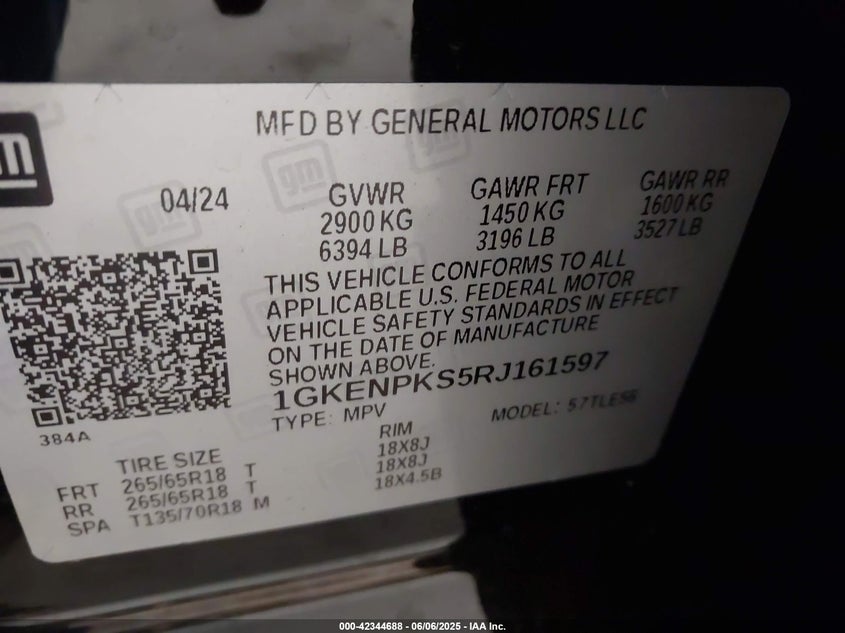 gm
MFD BY GENERAL MOTORS LLC
04/24
GVWR
2900 KG
6394 LB
GAWR FRT
1450 KG
3196 LB
GAWR RR
1600 KG
3527 LB
THIS VEHICLE CONFORMS TO ALL
APPLICABLE U.S. FEDERAL MOTOR
VEHICLE SAFETY STANDARDS IN EFFECT
ON THE DATE OF MANUFACTURE
SHOWN ABOVE.
1GKENPKS5RJ161597
TYPE: MPV
MODEL:
384A
TIRE SIZE
RIM
FRT 265/65R18 T 18X8J
RR 265/65R18 T 18X8J
SPA T135/70R18 M 18X4.5B
000-42344688 - 06/06/2025 - IAA Inc.